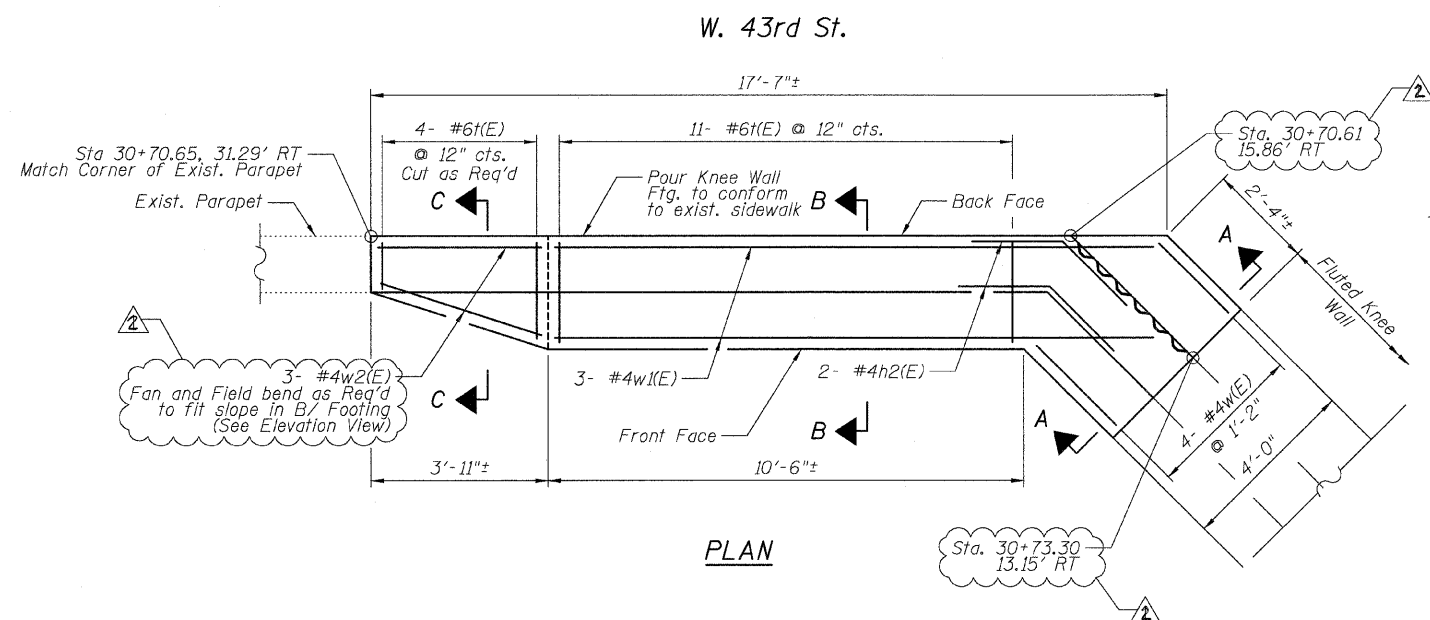 W. 43rd St.
17'-7"±
2
4- #6t(E)
@ 12" cts.
Cut as Req'd
11- #6t(E) @ 12" cts.
Sta. 30+70.61
15.86' RT
Sta 30+70.65, 31.29' RT
Match Corner of Exist. Parapet
Exist. Parapet
C
Pour Knee Wall
Ftg. to conform
to exist. sidewalk
B
Back Face
2'-4"±
A
Fluted Knee
Wall
2
3- #4w2(E)
Fan and Field bend as Req'd
to fit slope in B/ Footing
(See Elevation View)
C
3- #4w1(E)
2- #4h2(E)
Front Face
B
A
4- #4w(E)
@ 1'-2"
4'-0"
3'-11"±
10'-6"±
PLAN
Sta. 30+73.30
13.15' RT
2